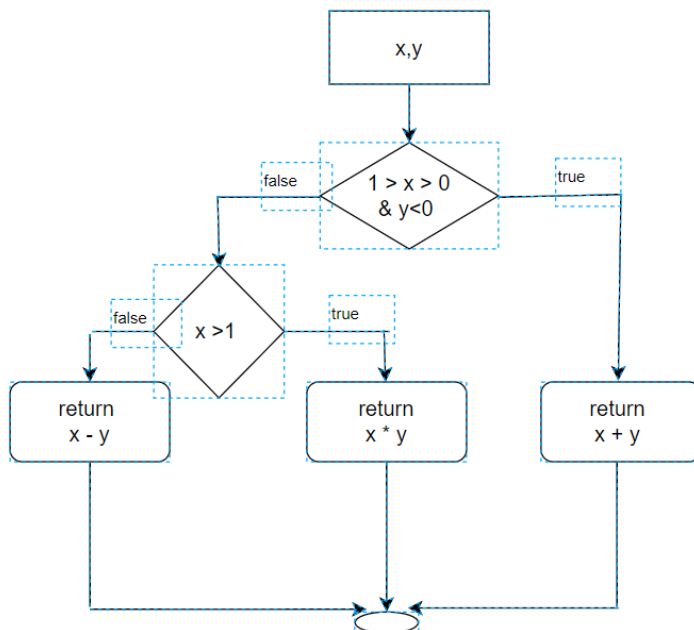 x,y
1 > x > 0
& y<0
false
true
x >1
false
true
return
x - y
return
x * y
return
x + y